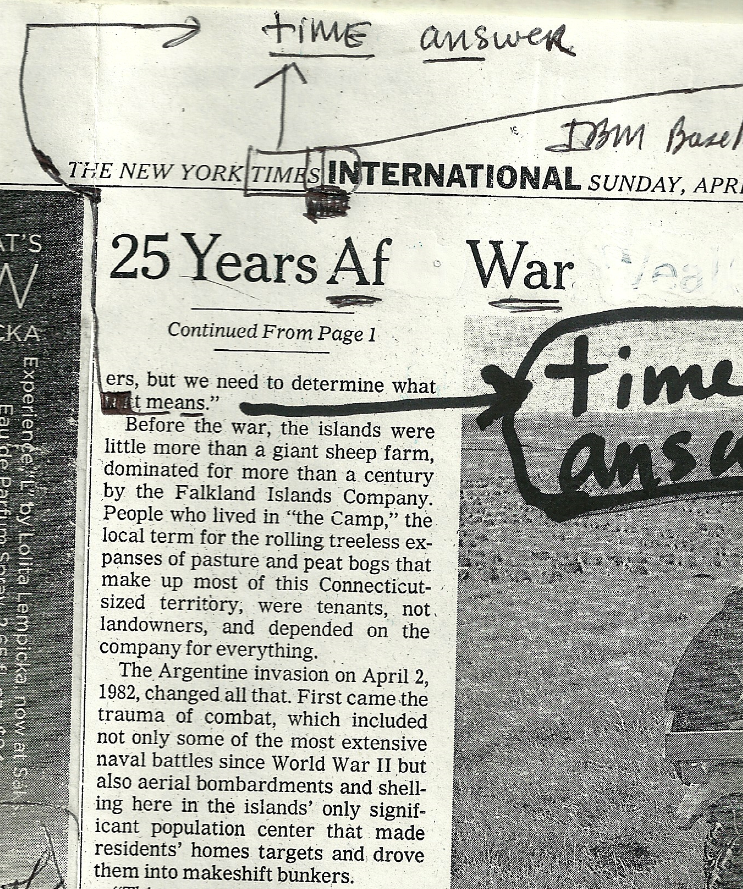 time answer
IBM Basel
THE NEW YORK TIMES INTERNATIONAL SUNDAY, APRI
25 Years Af War
Continued From Page 1
ers, but we need to determine what
it means.”
Before the war, the islands were
little more than a giant sheep farm,
dominated for more than a century
by the Falkland Islands Company.
People who lived in “the Camp,” the
local term for the rolling treeless ex-
panses of pasture and peat bogs that
make up most of this Connecticut-
sized territory, were tenants, not
landowners, and depended on the
company for everything.
The Argentine invasion on April 2,
1982, changed all that. First came the
trauma of combat, which included
not only some of the most extensive
naval battles since World War II but
also aerial bombardments and shell-
ing here in the islands’ only signif-
icant population center that made
residents’ homes targets and drove
them into makeshift bunkers.
time
answ
AT'S
W
CKA
Experience "L" by Lolita Lempicka, now at Sa
Eau de Parfum Spray, 2.65 fl